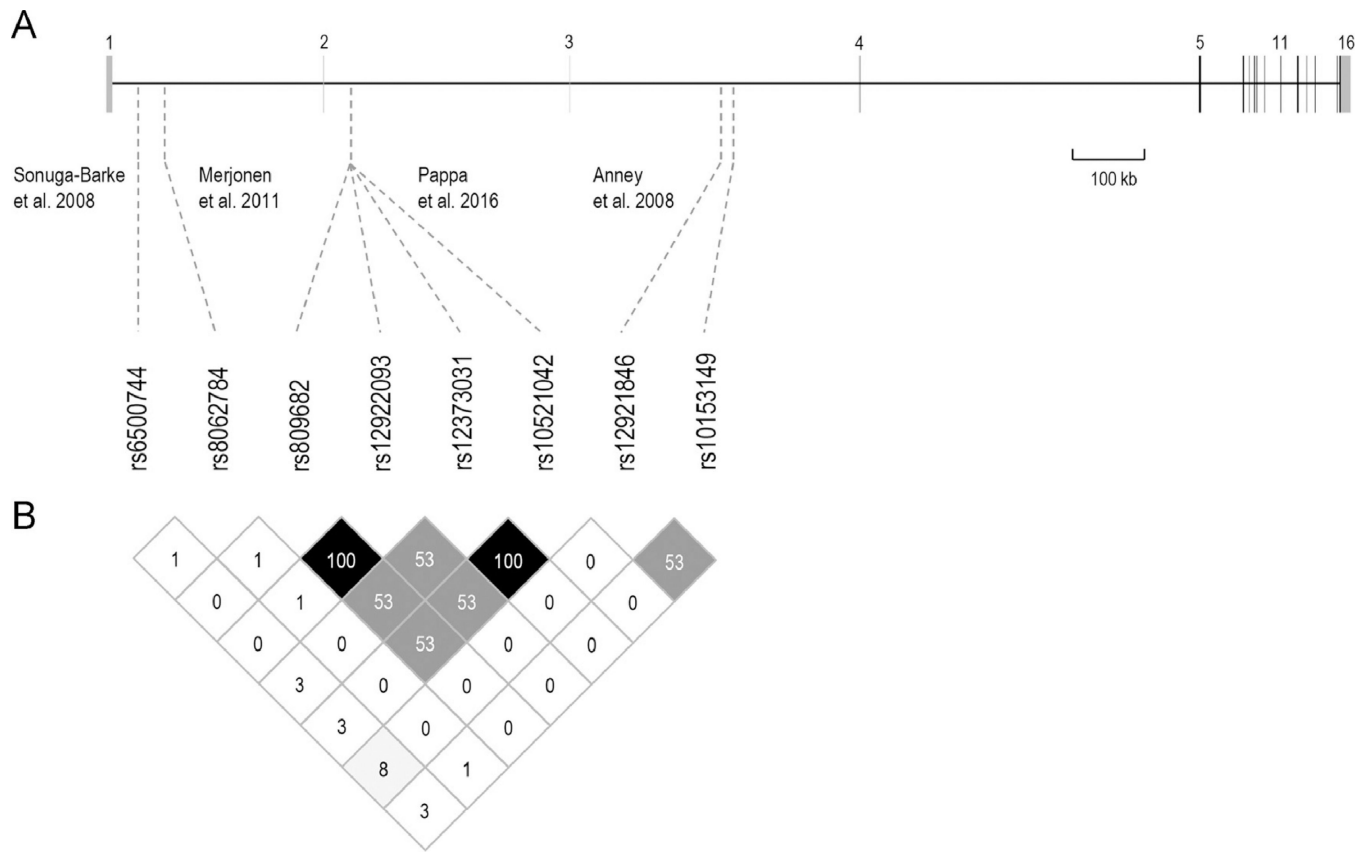 A
1 2 3 4 5 11 16
Sonuga-Barke
et al. 2008
Merjonen
et al. 2011
Pappa
et al. 2016
Anney
et al. 2008
100 kb
rs6500744
rs8062784
rs809682
rs12922093
rs12373031
rs10521042
rs12921846
rs10153149
B
1 1 100 53 100 0 53
0 1 53 53 0 0
0 0 53 0 0
3 0 0 0
3 0 0
8 1
3